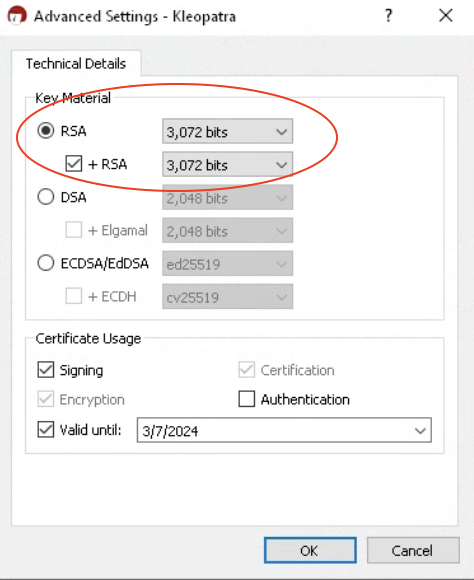 Advanced Settings - Kleopatra ? ×
Technical Details
Key Material
RSA 3,072 bits
+ RSA 3,072 bits
DSA 2,048 bits
+ Elgamal 2,048 bits
ECDSA/EdDSA ed25519
+ ECDH cv25519
Certificate Usage
Signing Certification
Encryption Authentication
Valid until: 3/7/2024
OK Cancel